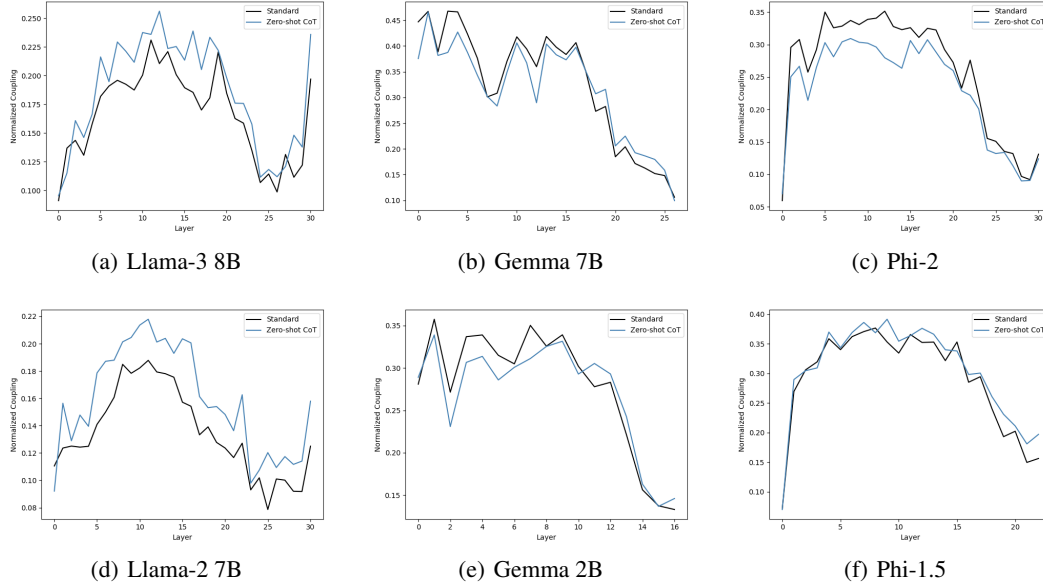 Standard
Zero-shot CoT
Normalized Coupling
0.250
0.225
0.200
0.175
0.150
0.125
0.100
0 5 10 15 20 25 30
Layer
(a) Llama-3 8B
Standard
Zero-shot CoT
Normalized Coupling
0.45
0.40
0.35
0.30
0.25
0.20
0.15
0.10
0 5 10 15 20 25
Layer
(b) Gemma 7B
Standard
Zero-shot CoT
Normalized Coupling
0.35
0.30
0.25
0.20
0.15
0.10
0.05
0 5 10 15 20 25 30
Layer
(c) Phi-2
Standard
Zero-shot CoT
Normalized Coupling
0.22
0.20
0.18
0.16
0.14
0.12
0.10
0.08
0 5 10 15 20 25 30
Layer
(d) Llama-2 7B
Standard
Zero-shot CoT
Normalized Coupling
0.35
0.30
0.25
0.20
0.15
0 2 4 6 8 10 12 14 16
Layer
(e) Gemma 2B
Standard
Zero-shot CoT
Normalized Coupling
0.40
0.35
0.30
0.25
0.20
0.15
0.10
0 5 10 15 20
Layer
(f) Phi-1.5